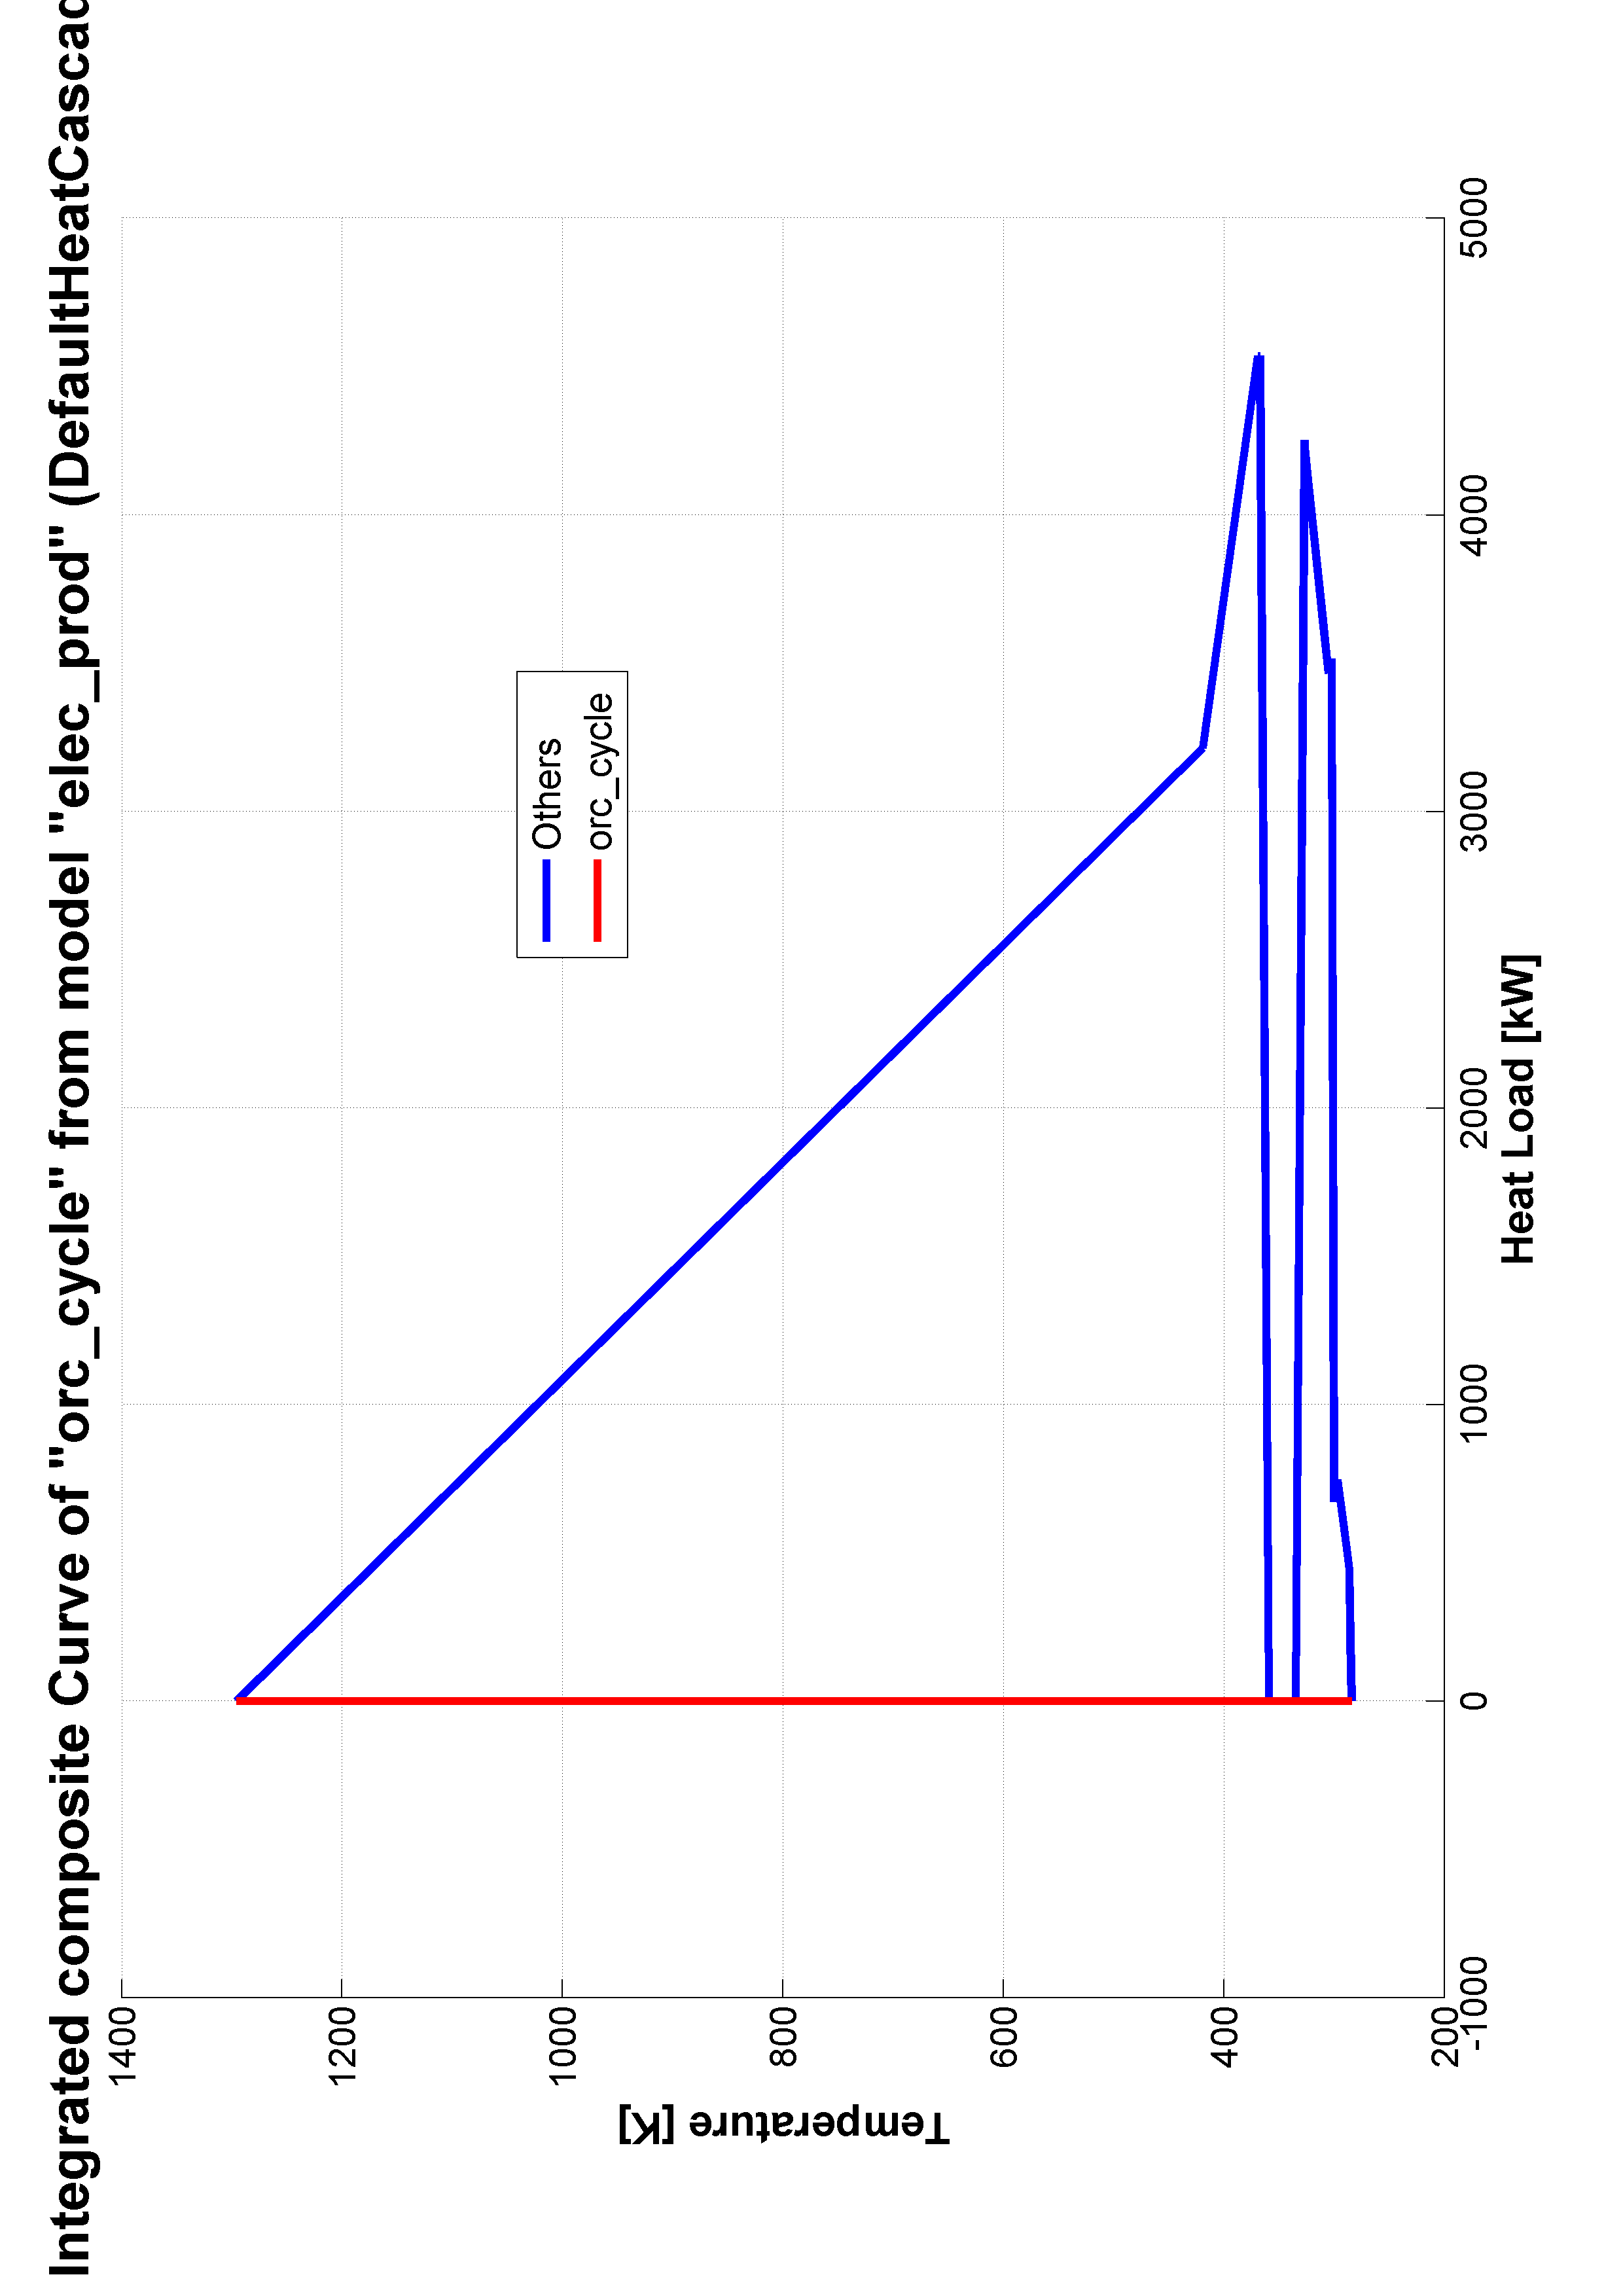 Integrated composite Curve of "orc_cycle" from model "elec_prod" (DefaultHeatCascad
1400
1200
1000
800
600
400
200
Temperature [K]
Others
orc_cycle
-1000
0
1000
2000
3000
4000
5000
Heat Load [kW]